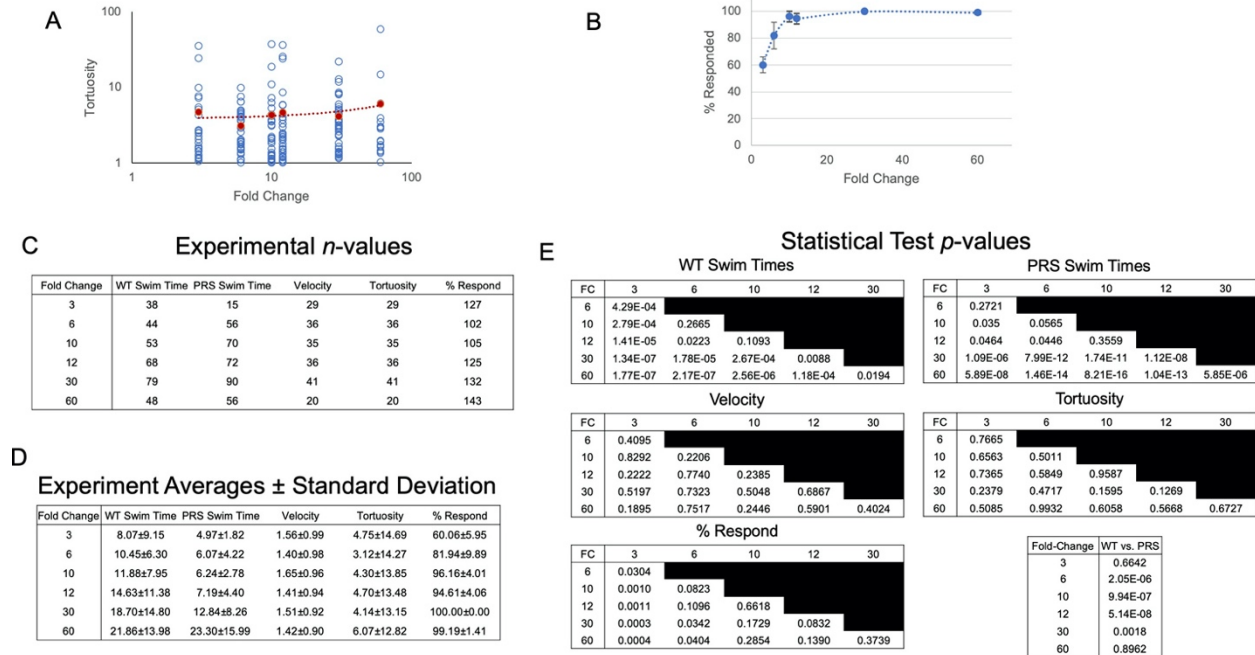 A
100
10
1
Tortuosity
1
10
100
Fold Change
B
100
80
60
40
20
0
% Responded
0
20
40
60
Fold Change
C
Experimental n-values
Fold Change WT Swim Time PRS Swim Time Velocity Tortuosity % Respond
3 38 15 29 29 127
6 44 56 36 36 102
10 53 70 35 35 105
12 68 72 36 36 125
30 79 90 41 41 132
60 48 56 20 20 143
D
Experiment Averages ± Standard Deviation
Fold Change WT Swim Time PRS Swim Time Velocity Tortuosity % Respond
3 8.07±9.15 4.97±1.82 1.56±0.99 4.75±14.69 60.06±5.95
6 10.45±6.30 6.07±4.22 1.40±0.98 3.12±14.27 81.94±9.89
10 11.88±7.95 6.24±2.78 1.65±0.96 4.30±13.85 96.16±4.01
12 14.63±11.38 7.19±4.40 1.41±0.94 4.70±13.48 94.61±4.06
30 18.70±14.80 12.84±8.26 1.51±0.92 4.14±13.15 100.00±0.00
60 21.86±13.98 23.30±15.99 1.42±0.90 6.07±12.82 99.19±1.41
E
Statistical Test p-values
WT Swim Times
FC 3 6 10 12 30
6 4.29E-04
10 2.79E-04 0.2665
12 1.41E-05 0.0223 0.1093
30 1.34E-07 1.78E-05 2.67E-04 0.0088
60 1.77E-07 2.17E-07 2.56E-06 1.18E-04 0.0194
PRS Swim Times
FC 3 6 10 12 30
6 0.2721
10 0.035 0.0565
12 0.0464 0.0446 0.3559
30 1.09E-06 7.99E-12 1.74E-11 1.12E-08
60 5.89E-08 1.46E-14 8.21E-16 1.04E-13 5.85E-06
Velocity
FC 3 6 10 12 30
6 0.4095
10 0.8292 0.2206
12 0.2222 0.7740 0.2385
30 0.5197 0.7323 0.5048 0.6867
60 0.1895 0.7517 0.2446 0.5901 0.4024
Tortuosity
FC 3 6 10 12 30
6 0.7665
10 0.6563 0.5011
12 0.7365 0.5849 0.9587
30 0.2379 0.4717 0.1595 0.1269
60 0.5085 0.9932 0.6058 0.5668 0.6727
% Respond
FC 3 6 10 12 30
6 0.0304
10 0.0010 0.0823
12 0.0011 0.1096 0.6618
30 0.0003 0.0342 0.1729 0.0832
60 0.0004 0.0404 0.2854 0.1390 0.3739
Fold-Change WT vs. PRS
3 0.6642
6 2.05E-06
10 9.94E-07
12 5.14E-08
30 0.0018
60 0.8962